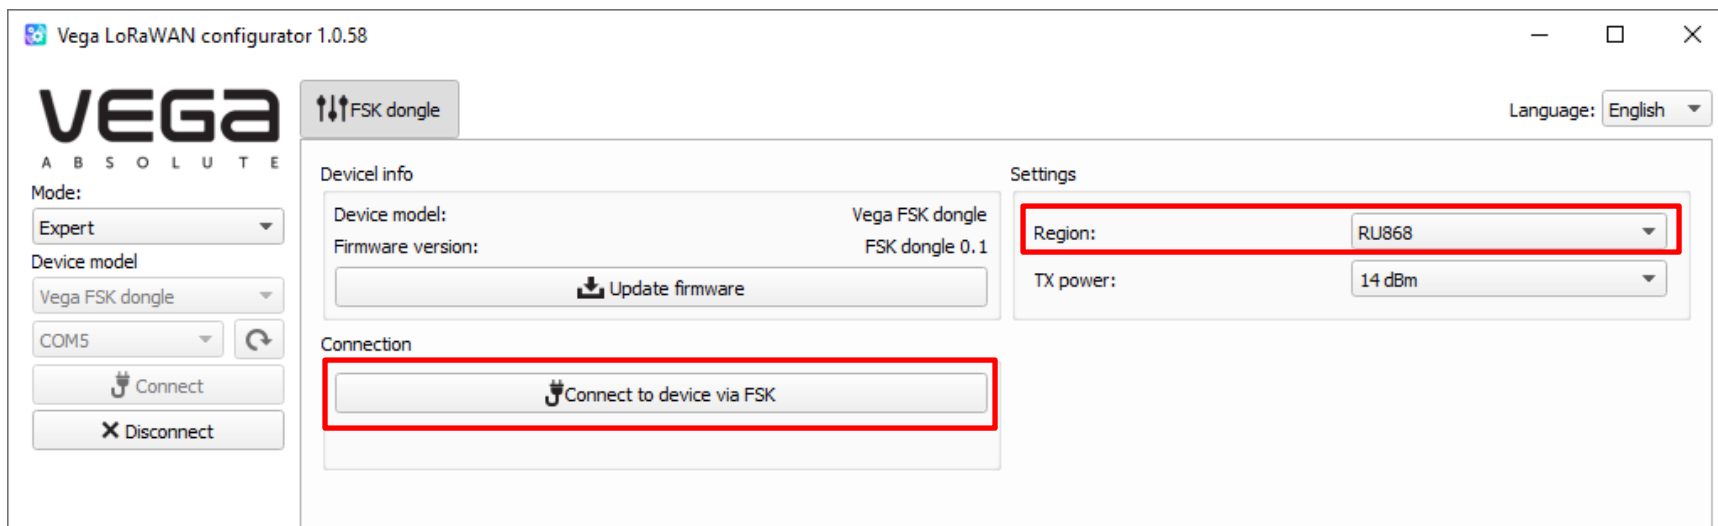 Vega LoRaWAN configurator 1.0.58
VEGA
ABSOLUTE
Mode:
Expert
Device model
Vega FSK dongle
COM5
Connect
Disconnect
FSK dongle
Language: English
Devicel info
Device model: Vega FSK dongle
Firmware version: FSK dongle 0.1
Update firmware
Connection
Connect to device via FSK
Settings
Region: RU868
TX power: 14 dBm